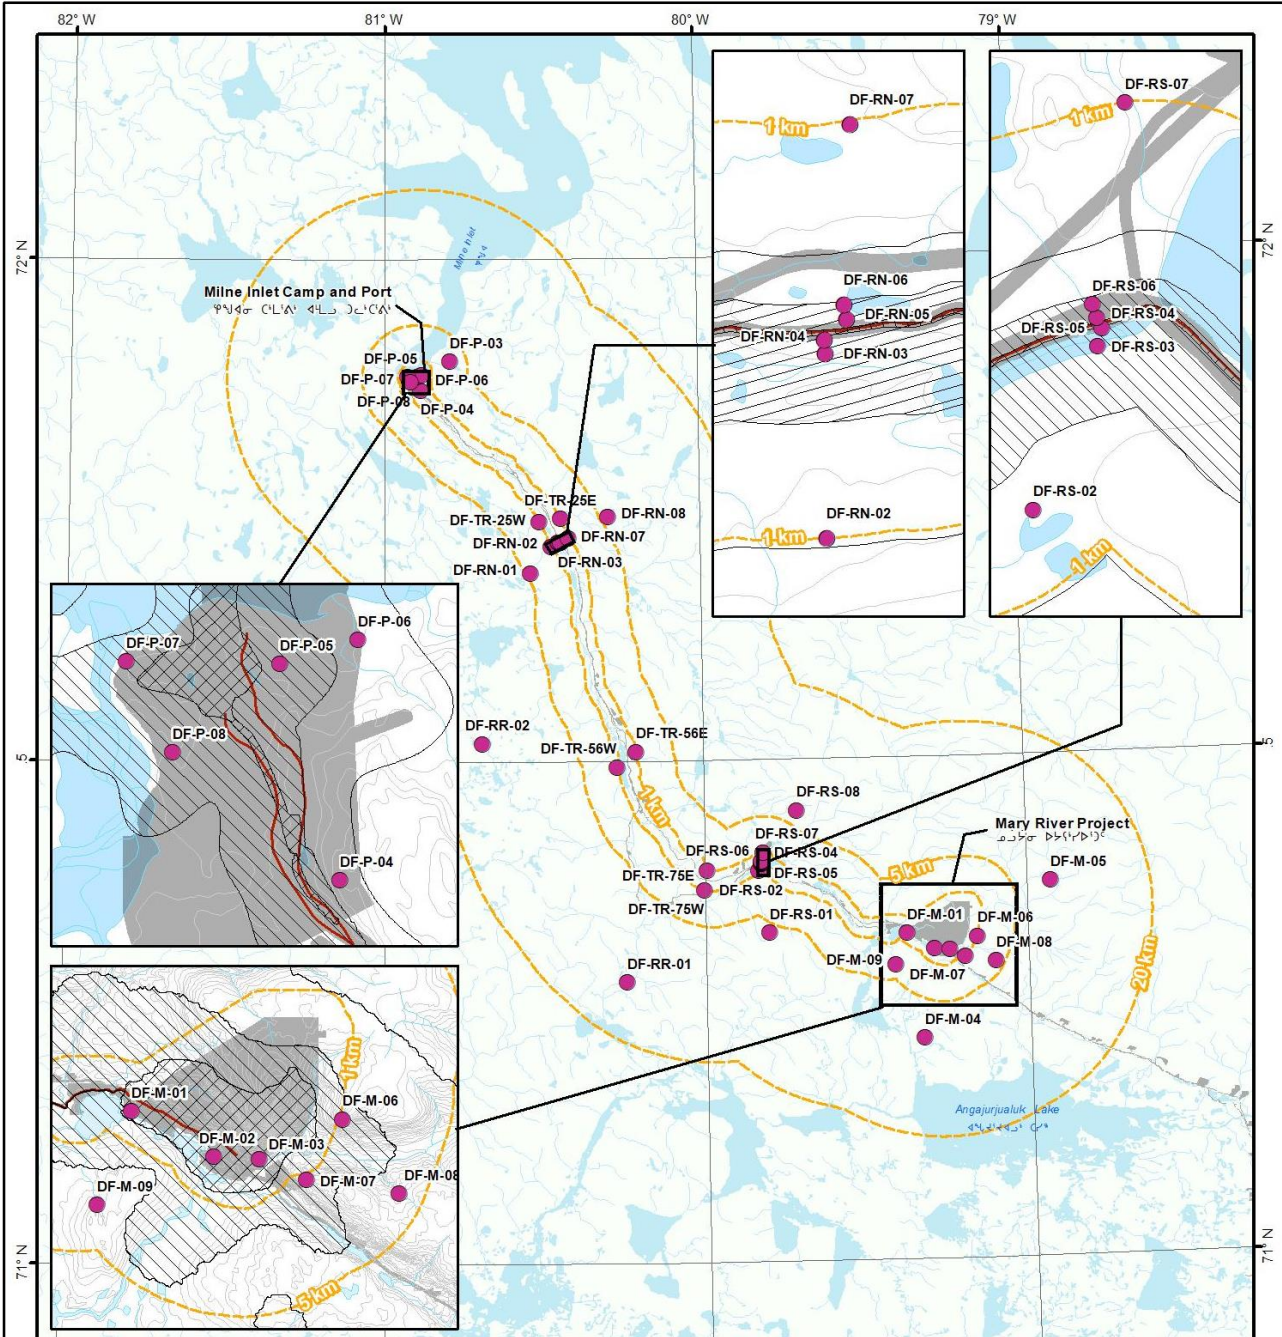 82° W
81° W
80° W
79° W
DF-RN-07
1 km
DF-RN-06
DF-RN-05
DF-RN-04
DF-RN-03
DF-RN-02
1 km
DF-RS-07
1 km
DF-RS-06
DF-RS-04
DF-RS-05
DF-RS-03
DF-RS-02
1 km
72° N
72° N
Milne Inlet
Milne Inlet Camp and Port
DF-P-03
DF-P-05
DF-P-07
DF-P-06
DF-P-08
DF-P-04
DF-TR-25E
DF-TR-25W
DF-RN-08
DF-RN-02
DF-RN-07
DF-RN-03
DF-RN-01
DF-P-07
DF-P-05
DF-P-06
DF-P-08
DF-P-04
DF-RR-02
DF-TR-56E
DF-TR-56W
1 km
.5
.5
DF-RS-08
DF-RS-07
DF-RS-06
DF-RS-04
DF-TR-75E
DF-RS-05
DF-RS-02
DF-TR-75W
DF-RS-01
Mary River Project
5 km
DF-M-05
DF-M-01
DF-M-06
DF-M-08
DF-M-09
DF-M-07
20 km
DF-RR-01
DF-M-04
Angajurjualuk Lake
1 km
DF-M-01
DF-M-06
DF-M-02
DF-M-03
DF-M-07
DF-M-08
DF-M-09
5 km
71° N
71° N